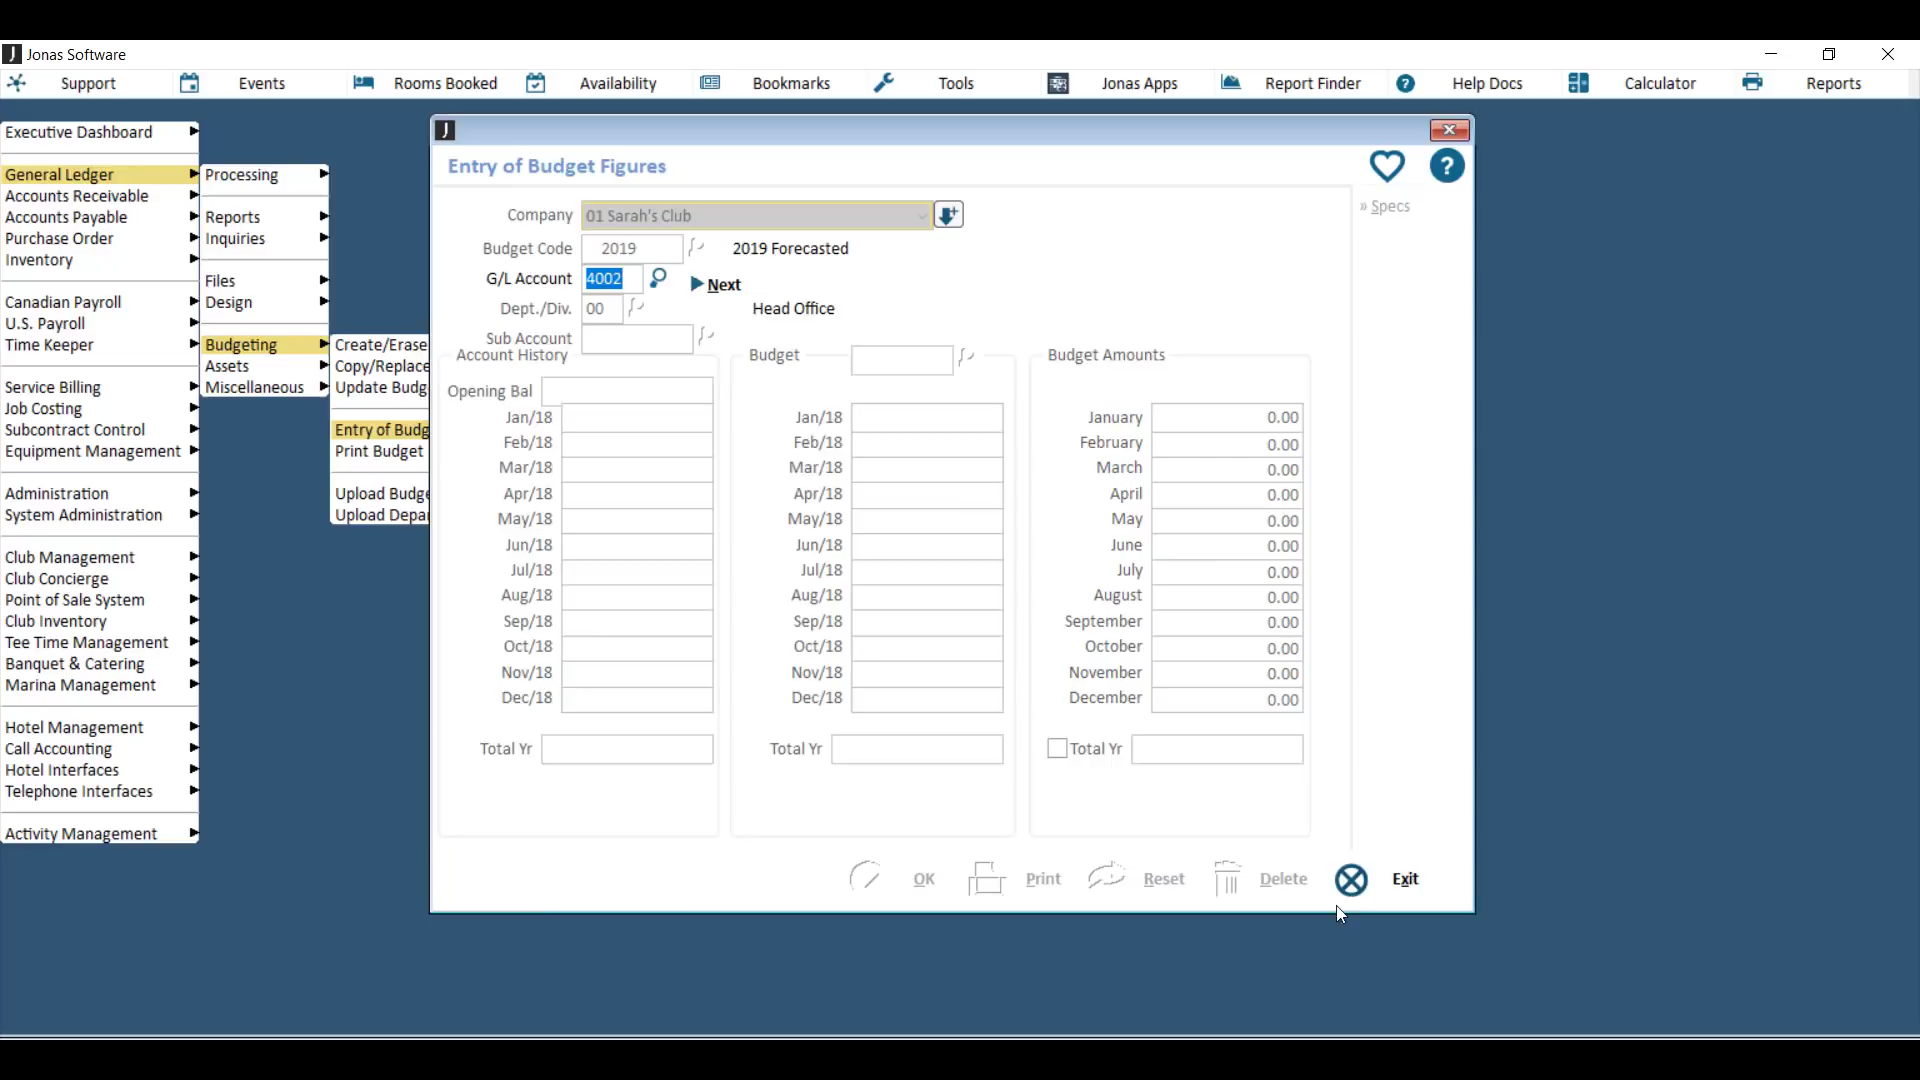 Jonas Software
Support Events Rooms Booked Availability Bookmarks Tools Jonas Apps Report Finder Help Docs Calculator Reports
Executive Dashboard
General Ledger
Accounts Receivable
Accounts Payable
Purchase Order
Inventory
Canadian Payroll
U.S. Payroll
Time Keeper
Service Billing
Job Costing
Subcontract Control
Equipment Management
Administration
System Administration
Club Management
Club Concierge
Point of Sale System
Club Inventory
Tee Time Management
Banquet & Catering
Marina Management
Hotel Management
Call Accounting
Hotel Interfaces
Telephone Interfaces
Activity Management
Processing
Reports
Inquiries
Files
Design
Budgeting
Assets
Miscellaneous
Create/Erase
Copy/Replace
Update Budg
Entry of Budg
Print Budget
Upload Budge
Upload Depar
Entry of Budget Figures
» Specs
Company 01 Sarah's Club
Budget Code 2019 2019 Forecasted
G/L Account 4002 Next
Dept./Div. 00 Head Office
Sub Account
Account History
Opening Bal
Jan/18
Feb/18
Mar/18
Apr/18
May/18
Jun/18
Jul/18
Aug/18
Sep/18
Oct/18
Nov/18
Dec/18
Total Yr
Budget
Jan/18
Feb/18
Mar/18
Apr/18
May/18
Jun/18
Jul/18
Aug/18
Sep/18
Oct/18
Nov/18
Dec/18
Total Yr
Budget Amounts
January 0.00
February 0.00
March 0.00
April 0.00
May 0.00
June 0.00
July 0.00
August 0.00
September 0.00
October 0.00
November 0.00
December 0.00
Total Yr
OK Print Reset Delete Exit